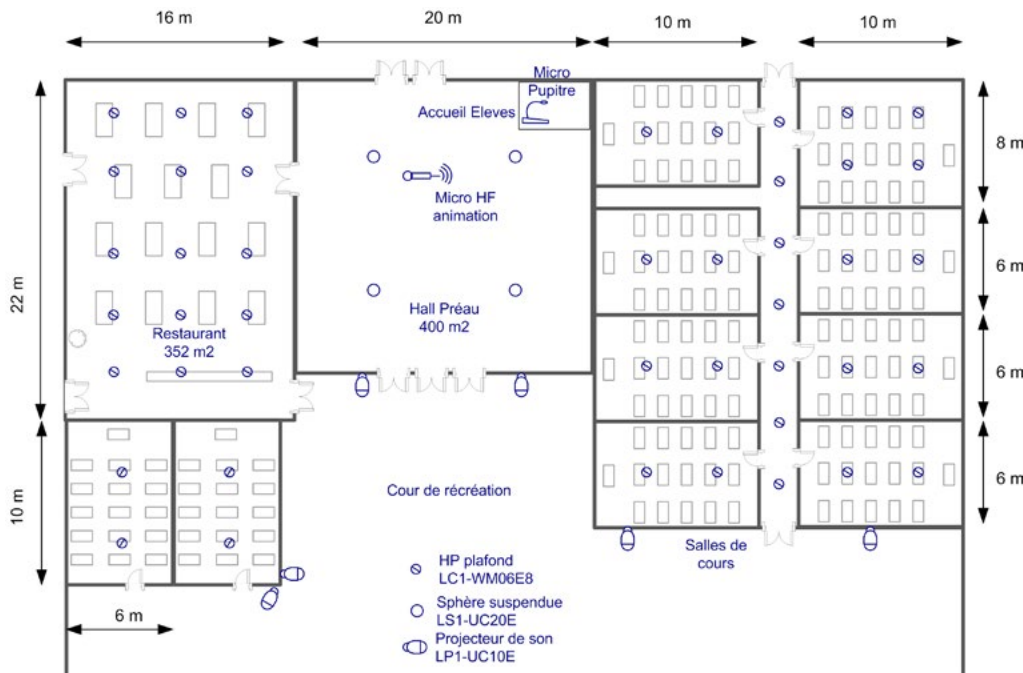 16 m
20 m
10 m
10 m
Micro
Pupitre
Accueil Eleves
8 m
Micro HF
animation
6 m
22 m
Hall Préau
400 m2
Restaurant
352 m2
6 m
10 m
Cour de récréation
6 m
Salles de
cours
HP plafond
LC1-WM06E8
Sphère suspendue
LS1-UC20E
Projecteur de son
LP1-UC10E
6 m